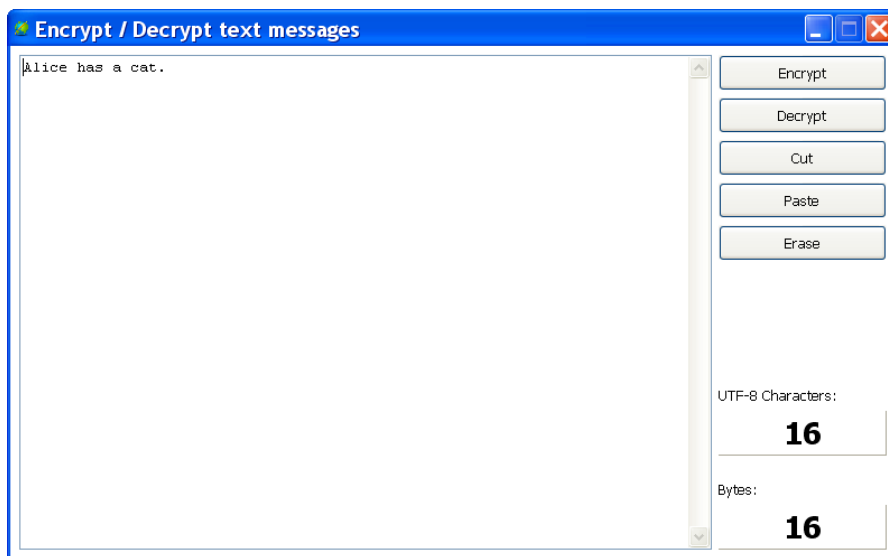 Encrypt / Decrypt text messages
Alice has a cat.
Encrypt
Decrypt
Cut
Paste
Erase
UTF-8 Characters:
16
Bytes:
16